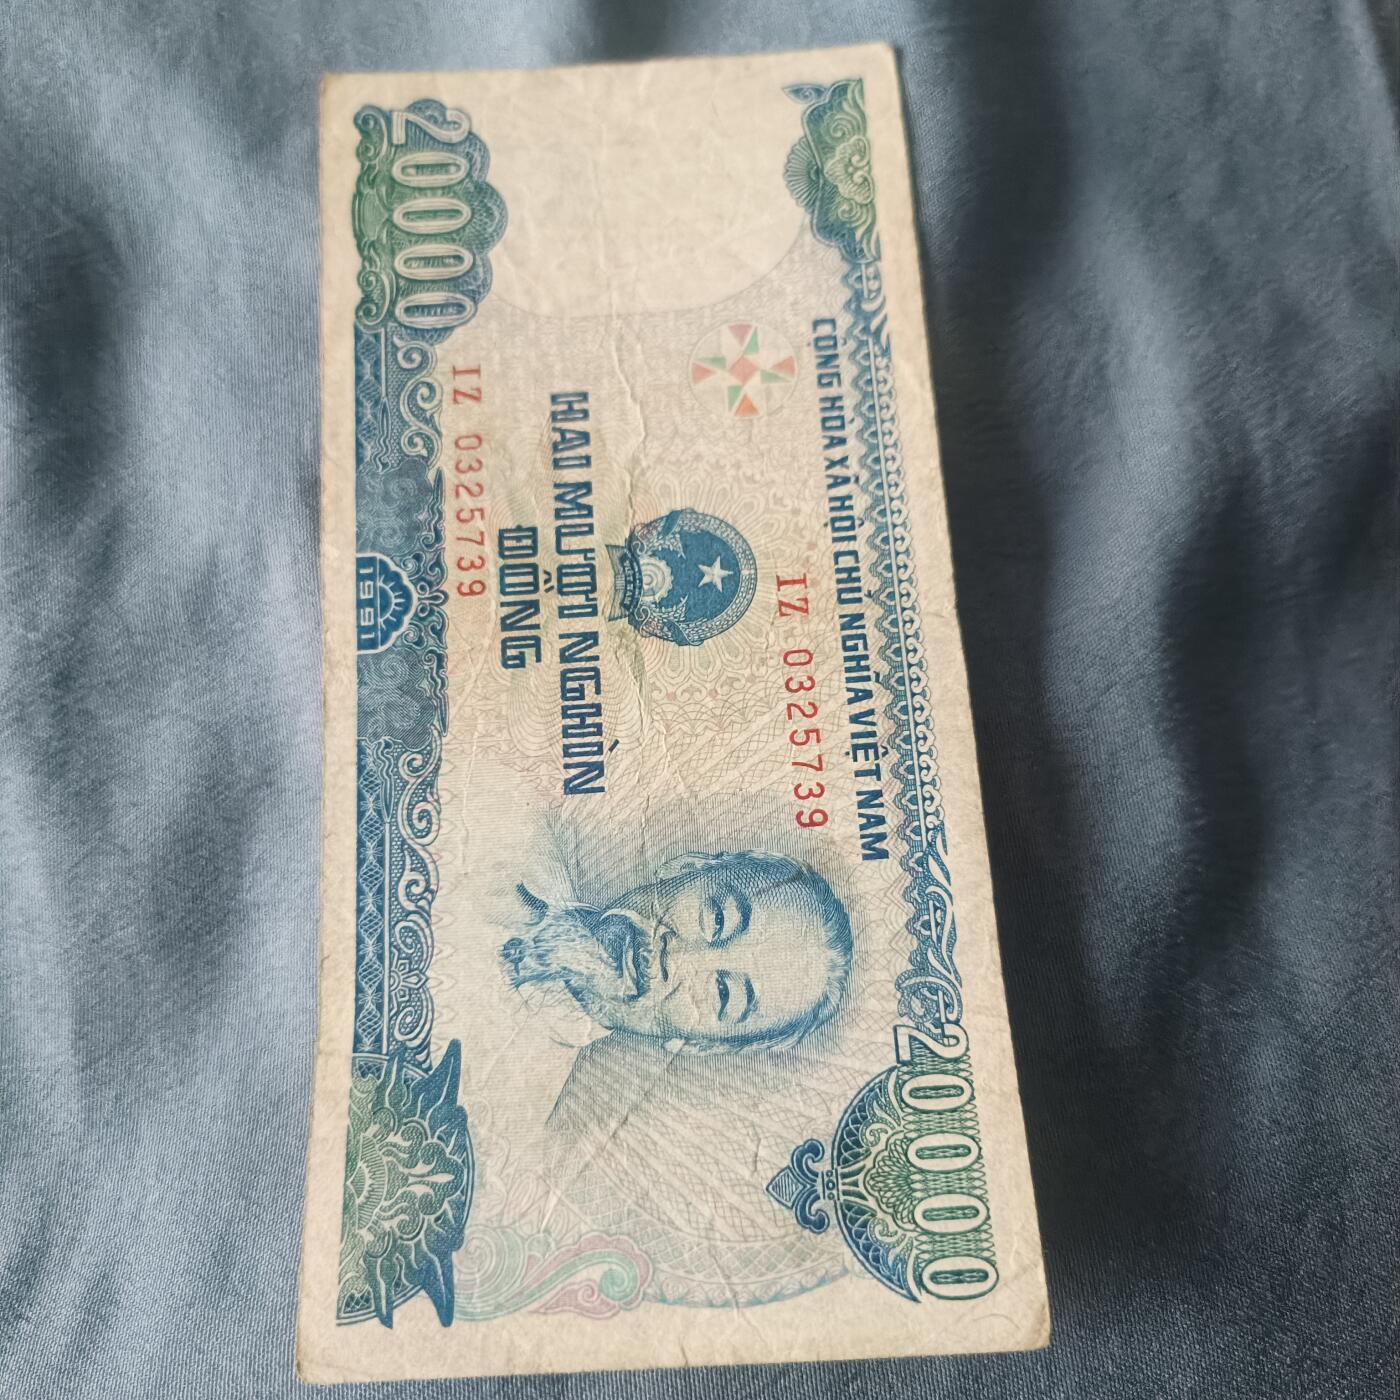 CỘNG HÒA XÃ HỘI CHỦ NGHĨA VIỆT NAM
20000
IZ 0325739
HAI MƯƠI NGHÌN
ĐỒNG
IZ 0325739
20000
1991